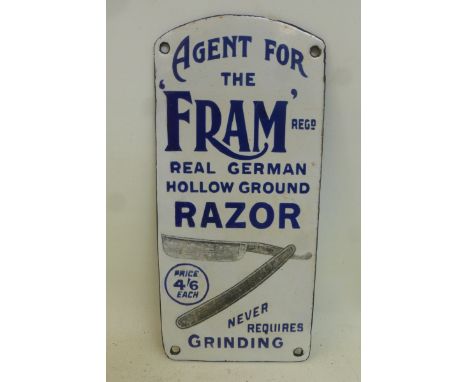 AGENT FOR
THE
'FRAM' REGD
REAL GERMAN
HOLLOW GROUND
RAZOR
PRICE
4/6
EACH
NEVER
REQUIRES
GRINDING